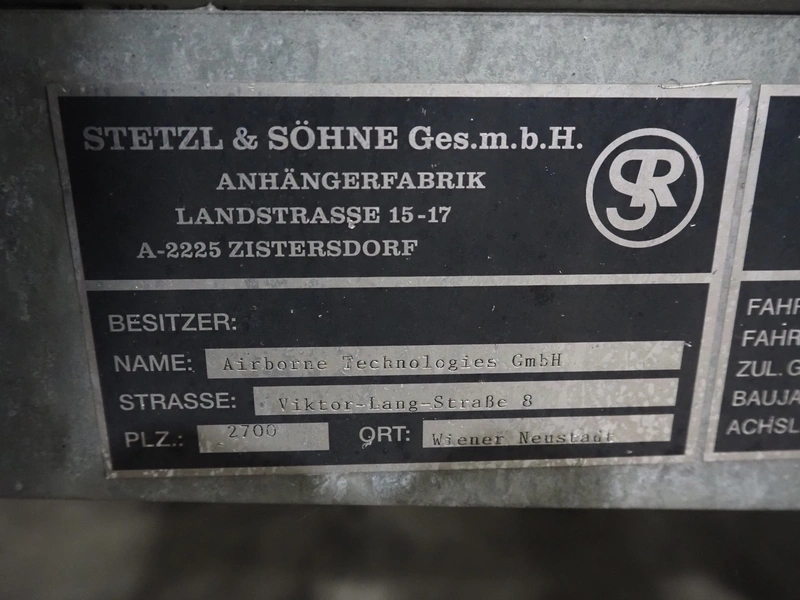 STETZL & SÖHNE Ges.m.b.H.
ANHÄNGERFABRIK
LANDSTRASSE 15-17
A-2225 ZISTERSDORF
SR
BESITZER:
NAME: Airborne Technologies GmbH
STRASSE: Viktor-Lang-Straße 8
PLZ.: 2700 ORT: Wiener Neustadt
FAHR
FAHR
ZUL.G
BAUJA
ACHSL